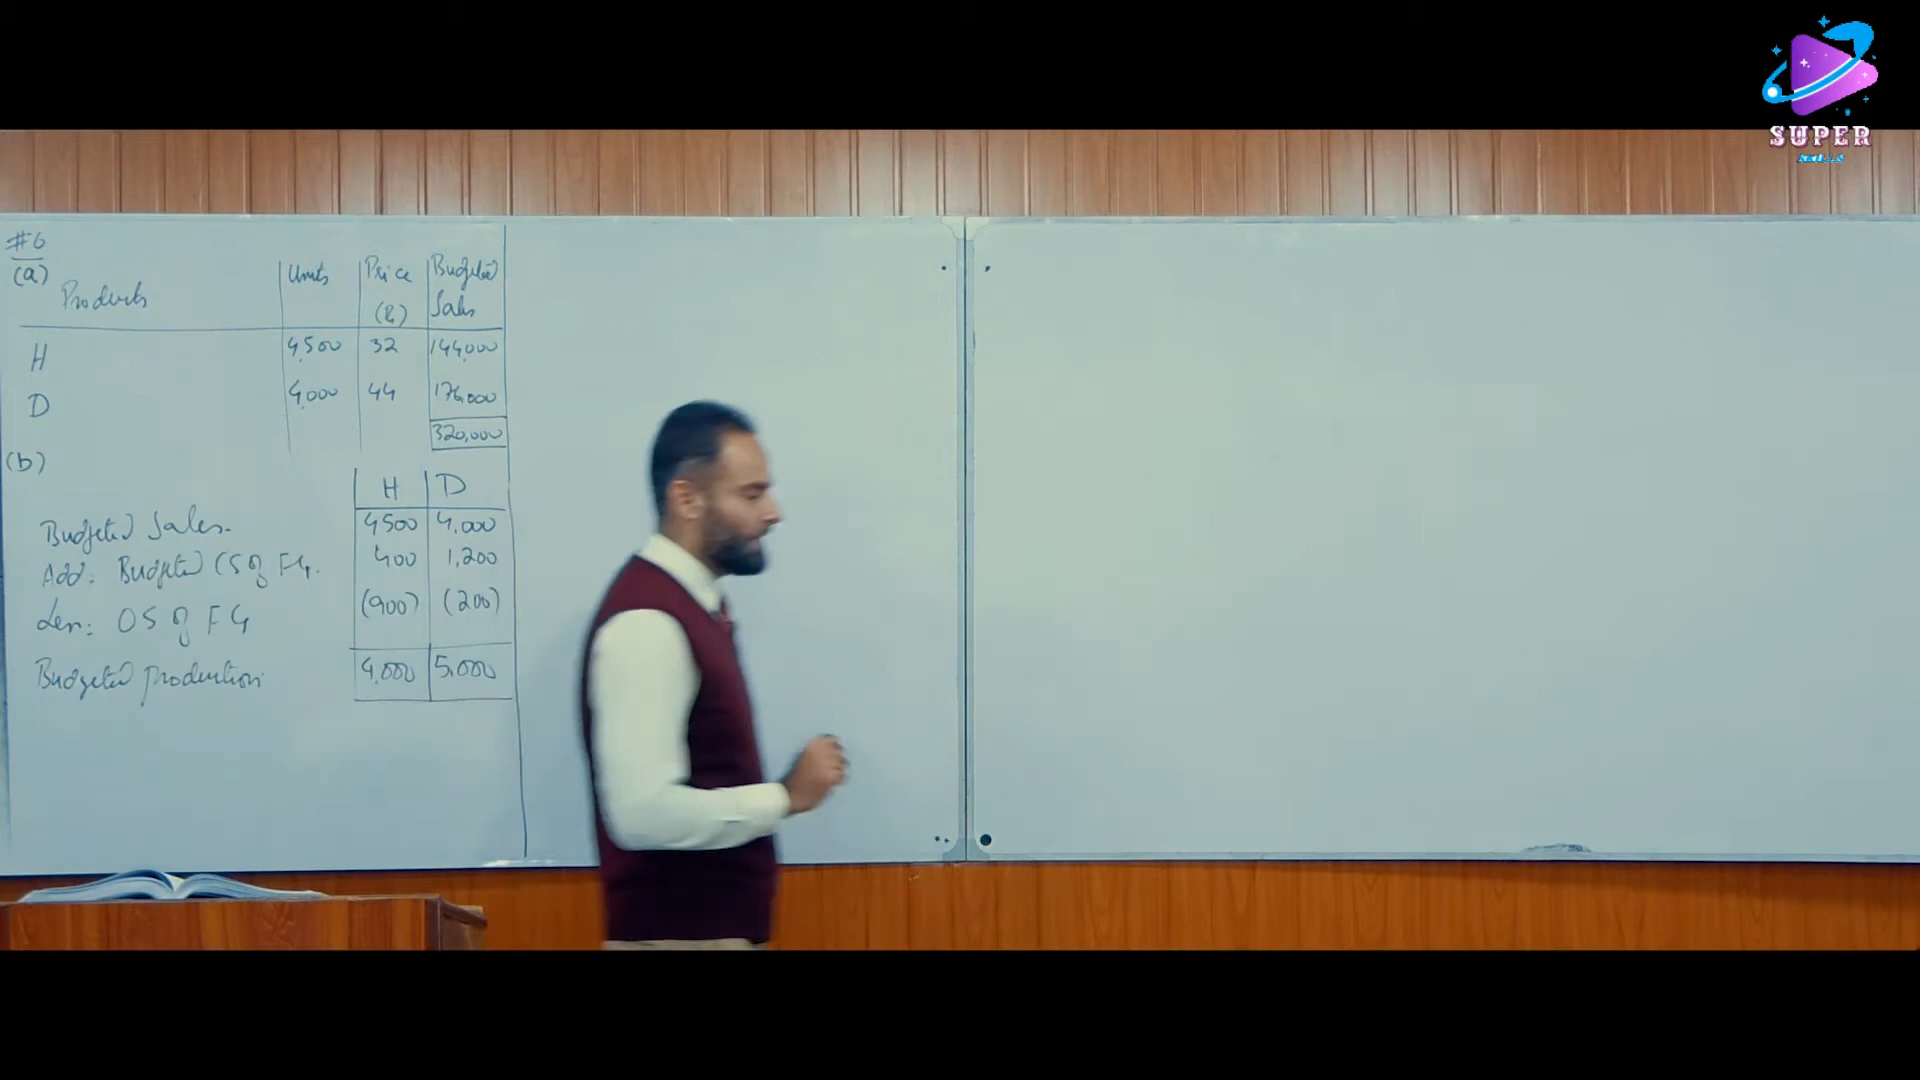 #6
(a)
Products Units Price (R) Budgeted Sales
H 4,500 32 144,000
D 4,000 44 176,000
320,000
(b)
H D
Budgeted Sales. 4500 4,000
Add: Budgeted CS of FG. 400 1,200
Less: OS of FG (900) (200)
Budgeted production 4,000 5,000
SUPER